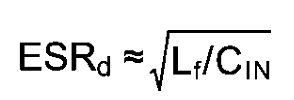 ESR_d ≈ √(L_f/C_IN)